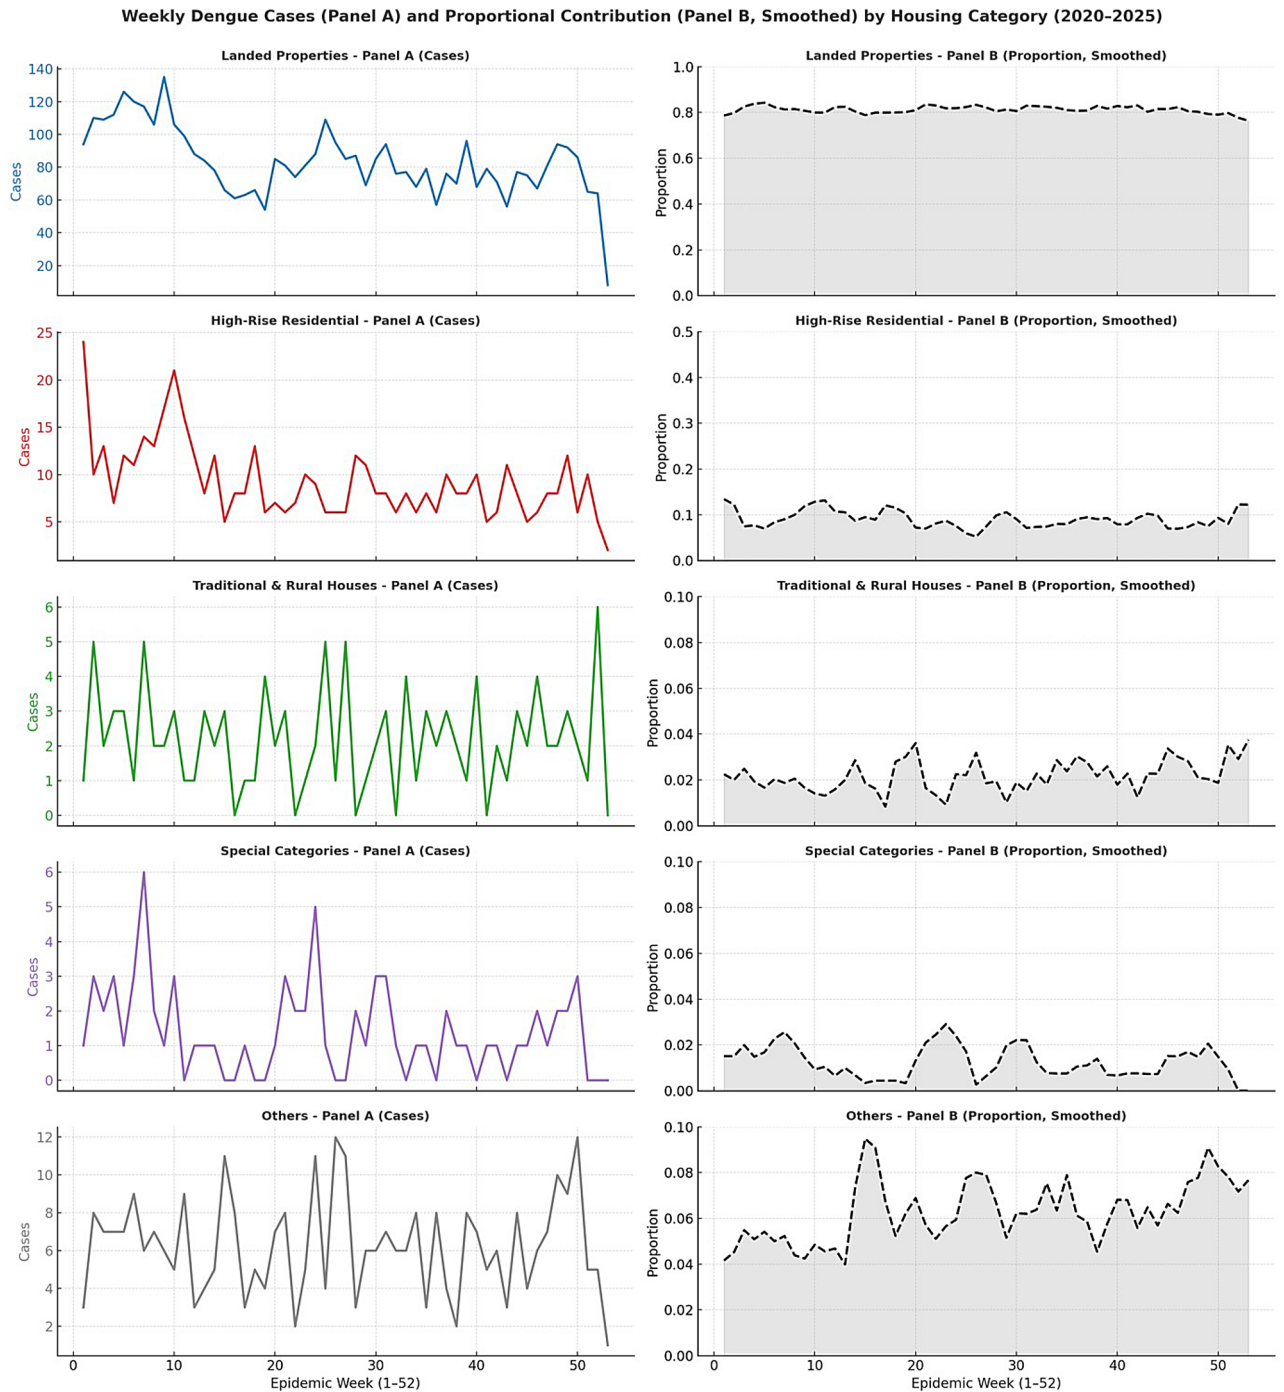 Weekly Dengue Cases (Panel A) and Proportional Contribution (Panel B, Smoothed) by Housing Category (2020–2025)
Landed Properties - Panel A (Cases)
140
120
100
80
60
40
20
Cases
Landed Properties - Panel B (Proportion, Smoothed)
1.0
0.8
0.6
0.4
0.2
0.0
Proportion
High-Rise Residential - Panel A (Cases)
25
20
15
10
5
Cases
High-Rise Residential - Panel B (Proportion, Smoothed)
0.5
0.4
0.3
0.2
0.1
0.0
Proportion
Traditional & Rural Houses - Panel A (Cases)
6
5
4
3
2
1
0
Cases
Traditional & Rural Houses - Panel B (Proportion, Smoothed)
0.10
0.08
0.06
0.04
0.02
0.00
Proportion
Special Categories - Panel A (Cases)
6
5
4
3
2
1
0
Cases
Special Categories - Panel B (Proportion, Smoothed)
0.10
0.08
0.06
0.04
0.02
0.00
Proportion
Others - Panel A (Cases)
12
10
8
6
4
2
Cases
0 10 20 30 40 50
Epidemic Week (1–52)
Others - Panel B (Proportion, Smoothed)
0.10
0.08
0.06
0.04
0.02
0.00
Proportion
0 10 20 30 40 50
Epidemic Week (1–52)